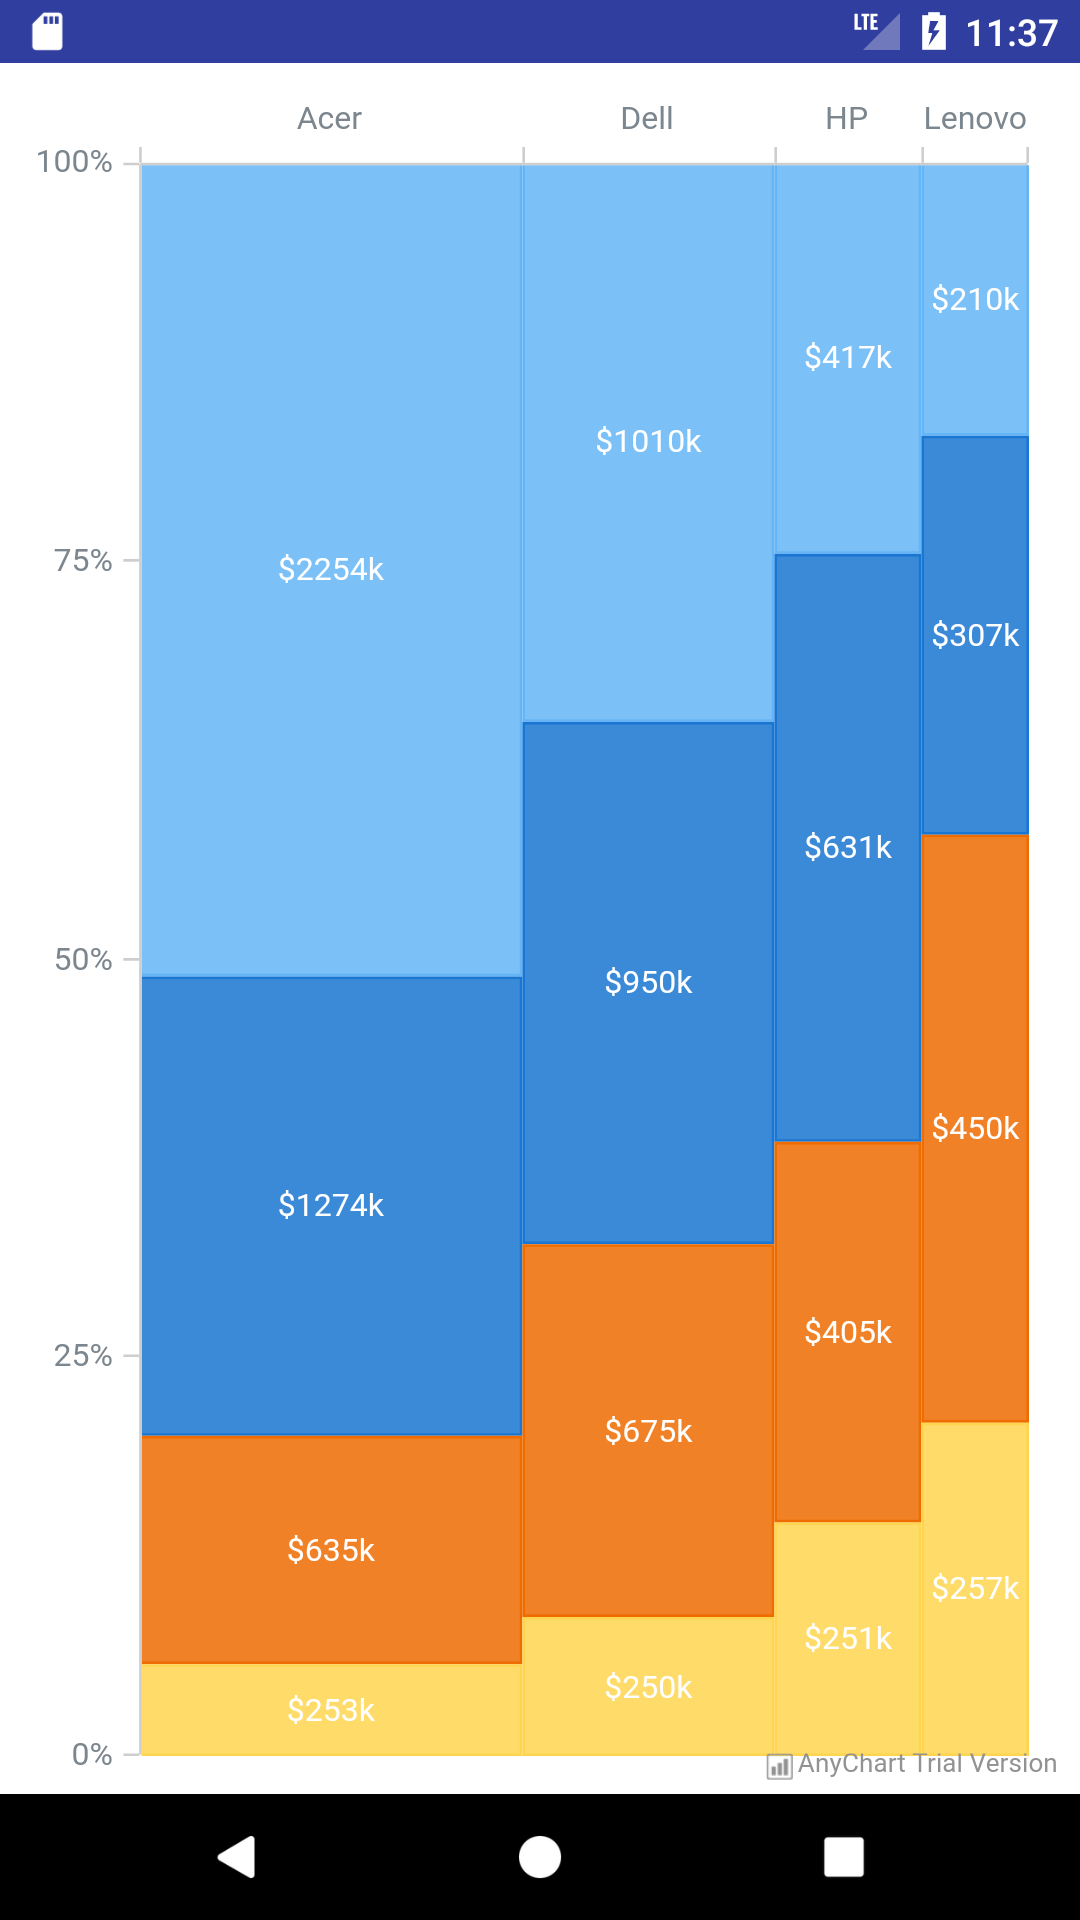 LTE 11:37
Acer Dell HP Lenovo
100%
$210k
$417k
$1010k
75%
$2254k
$307k
$631k
50%
$950k
$450k
$1274k
$405k
25%
$675k
$635k
$257k
$251k
$250k
$253k
0%
AnyChart Trial Version